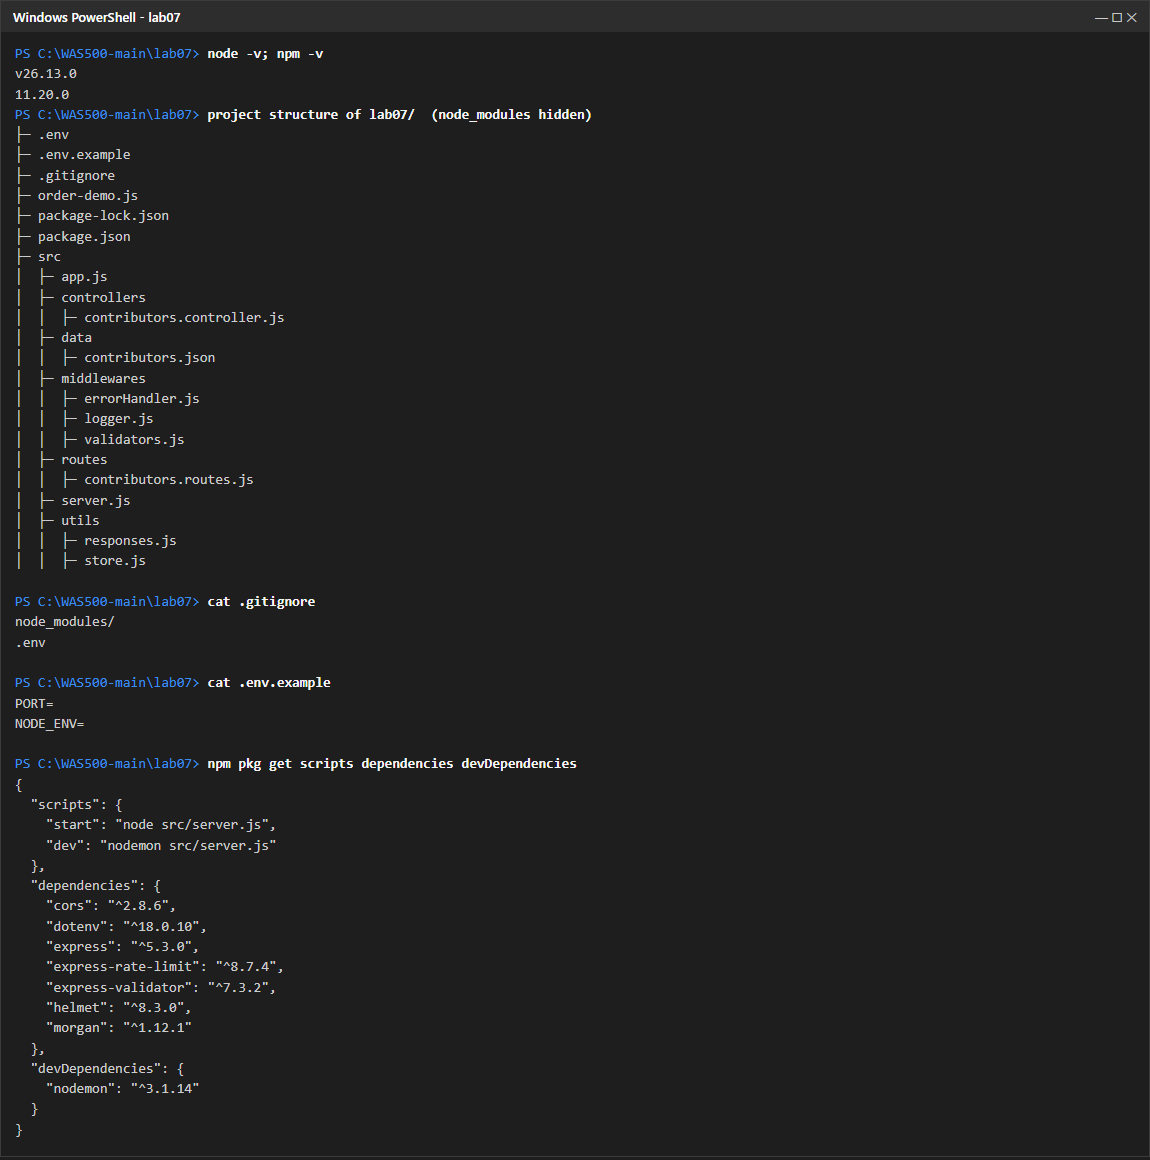 Windows PowerShell - lab07
PS C:\WAS500-main\lab07> node -v; npm -v
v26.13.0
11.20.0
PS C:\WAS500-main\lab07> project structure of lab07/  (node_modules hidden)
├─ .env
├─ .env.example
├─ .gitignore
├─ order-demo.js
├─ package-lock.json
├─ package.json
├─ src
│  ├─ app.js
│  ├─ controllers
│  │  ├─ contributors.controller.js
│  ├─ data
│  │  ├─ contributors.json
│  ├─ middlewares
│  │  ├─ errorHandler.js
│  │  ├─ logger.js
│  │  ├─ validators.js
│  ├─ routes
│  │  ├─ contributors.routes.js
│  ├─ server.js
│  ├─ utils
│  │  ├─ responses.js
│  │  ├─ store.js
PS C:\WAS500-main\lab07> cat .gitignore
node_modules/
.env
PS C:\WAS500-main\lab07> cat .env.example
PORT=
NODE_ENV=
PS C:\WAS500-main\lab07> npm pkg get scripts dependencies devDependencies
{
  "scripts": {
    "start": "node src/server.js",
    "dev": "nodemon src/server.js"
  },
  "dependencies": {
    "cors": "^2.8.6",
    "dotenv": "^18.0.10",
    "express": "^5.3.0",
    "express-rate-limit": "^8.7.4",
    "express-validator": "^7.3.2",
    "helmet": "^8.3.0",
    "morgan": "^1.12.1"
  },
  "devDependencies": {
    "nodemon": "^3.1.14"
  }
}